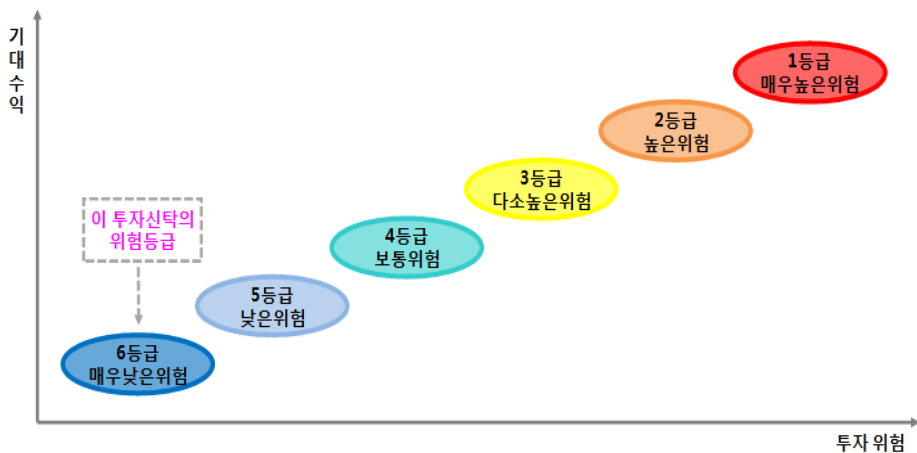 기대수익
1등급
매우높은위험
2등급
높은위험
3등급
다소높은위험
이 투자신탁의
위험등급
4등급
보통위험
5등급
낮은위험
6등급
매우낮은위험
투자 위험